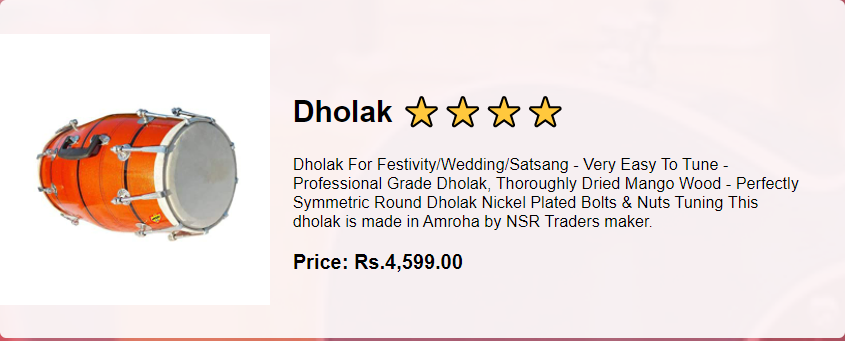 Dholak
Dholak For Festivity/Wedding/Satsang - Very Easy To Tune -
Professional Grade Dholak, Thoroughly Dried Mango Wood - Perfectly
Symmetric Round Dholak Nickel Plated Bolts & Nuts Tuning This
dholak is made in Amroha by NSR Traders maker.
Price: Rs.4,599.00